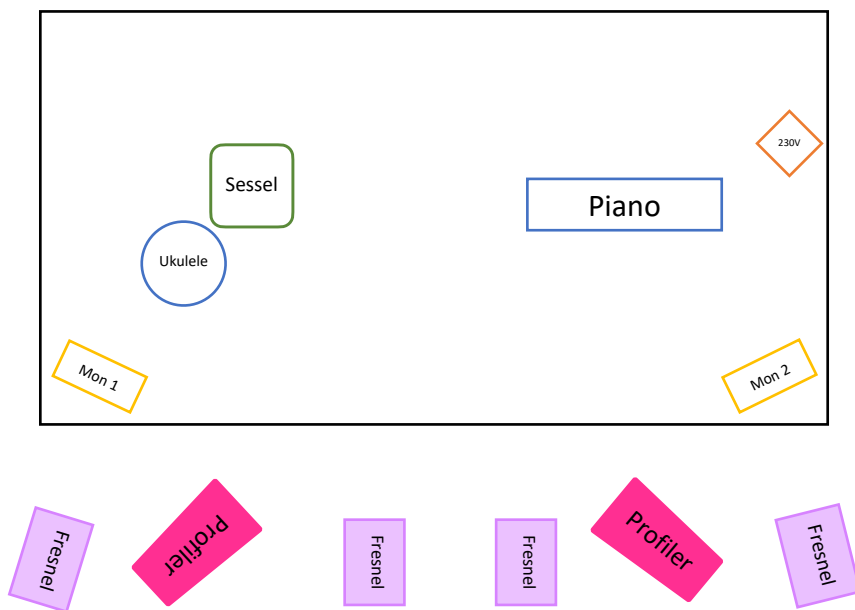 230V
Sessel
Piano
Ukulele
Mon 1
Mon 2
Fresnel
Profiler
Fresnel
Fresnel
Profiler
Fresnel